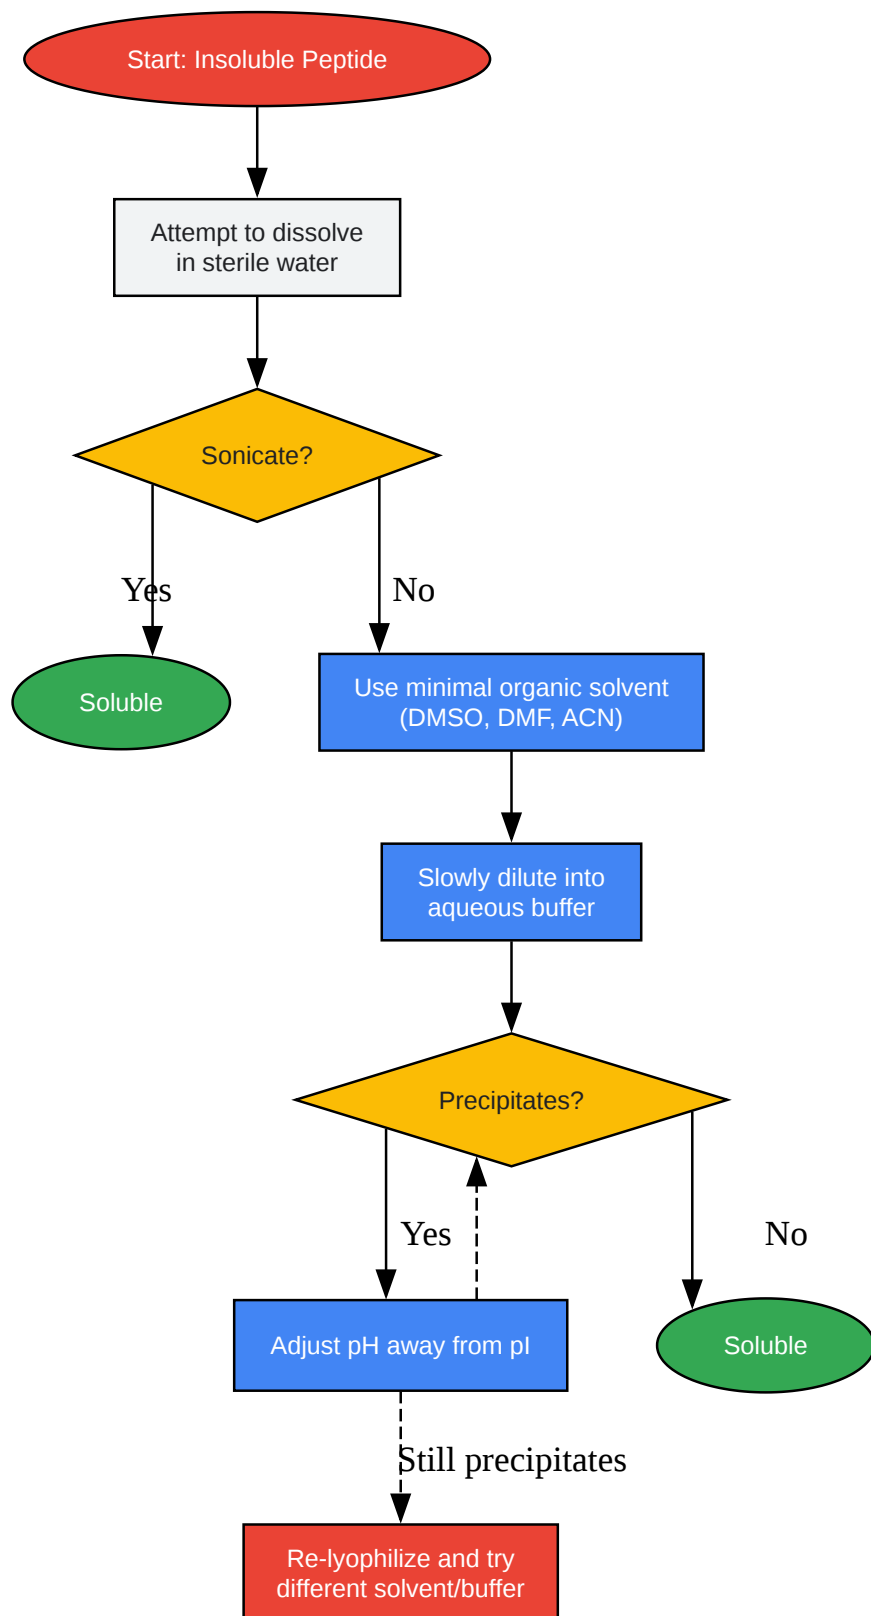 Start: Insoluble Peptide
Attempt to dissolve
in sterile water
Sonicate?
Yes
No
Soluble
Use minimal organic solvent
(DMSO, DMF, ACN)
Slowly dilute into
aqueous buffer
Precipitates?
Yes
No
Adjust pH away from pI
Soluble
Still precipitates
Re-lyophilize and try
different solvent/buffer